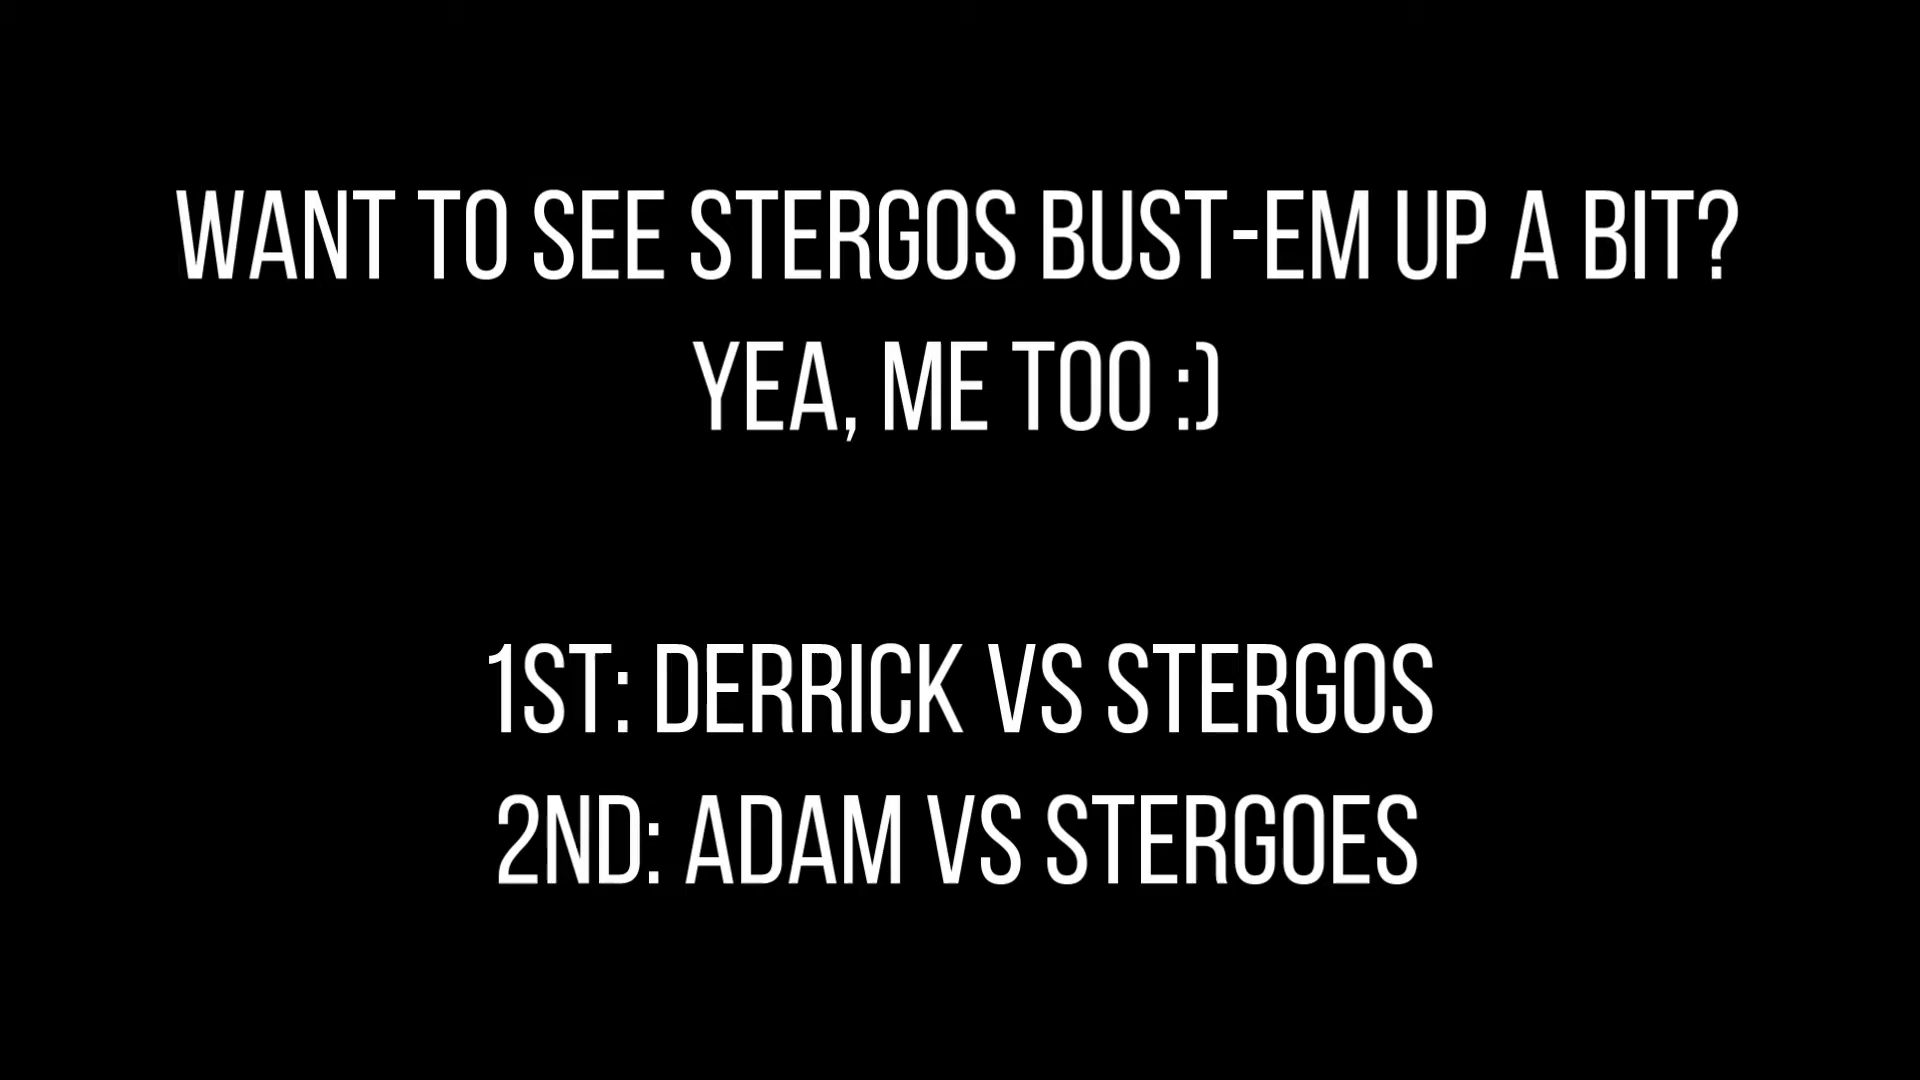 WANT TO SEE STERGOS BUST-EM UP A BIT?
YEA, ME TOO :)
1ST: DERRICK VS STERGOS
2ND: ADAM VS STERGOES